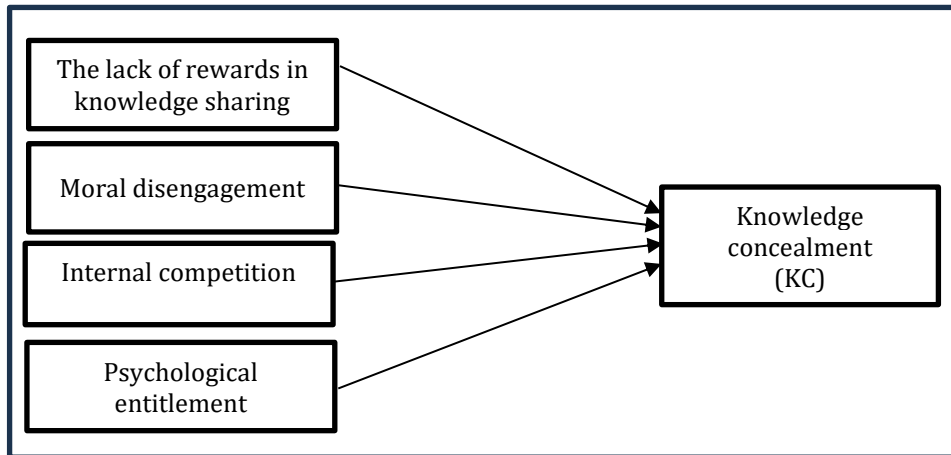 The lack of rewards in
knowledge sharing
Moral disengagement
Internal competition
Psychological
entitlement
Knowledge
concealment
(KC)